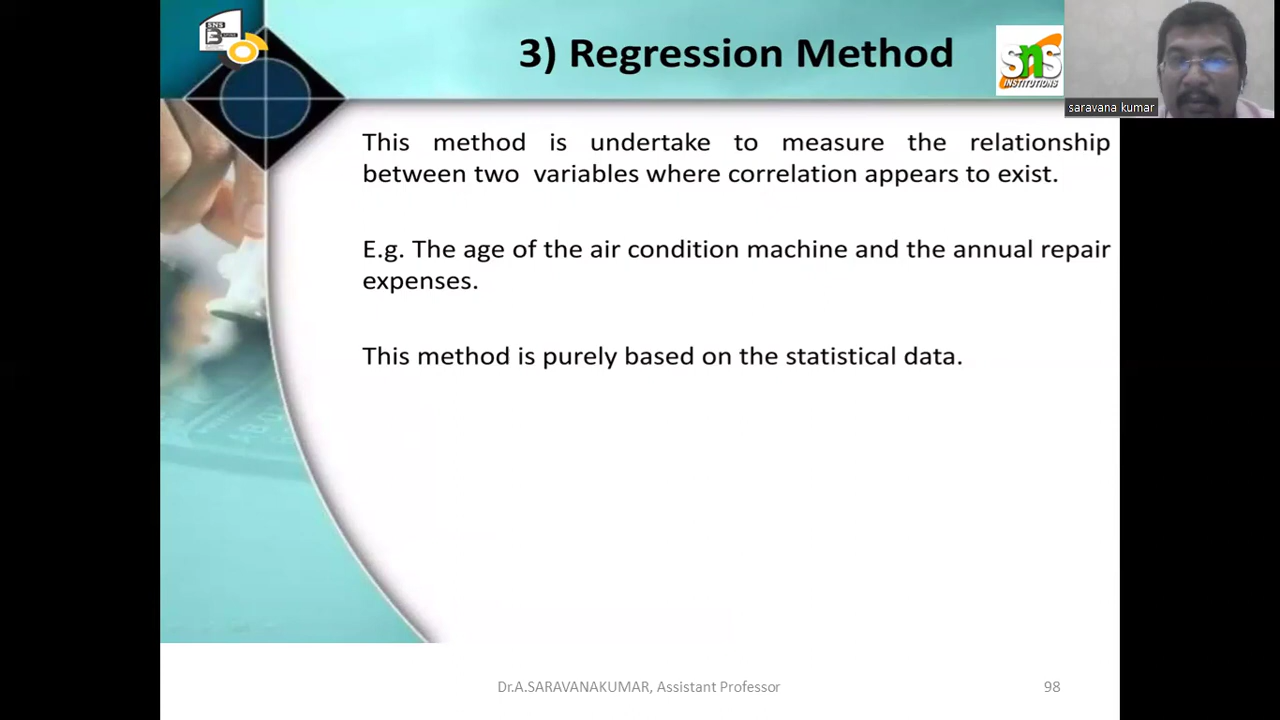 3) Regression Method
SNS
INSTITUTIONS
saravana kumar
This method is undertake to measure the relationship
between two variables where correlation appears to exist.
E.g. The age of the air condition machine and the annual repair
expenses.
This method is purely based on the statistical data.
Dr.A.SARAVANAKUMAR, Assistant Professor
98